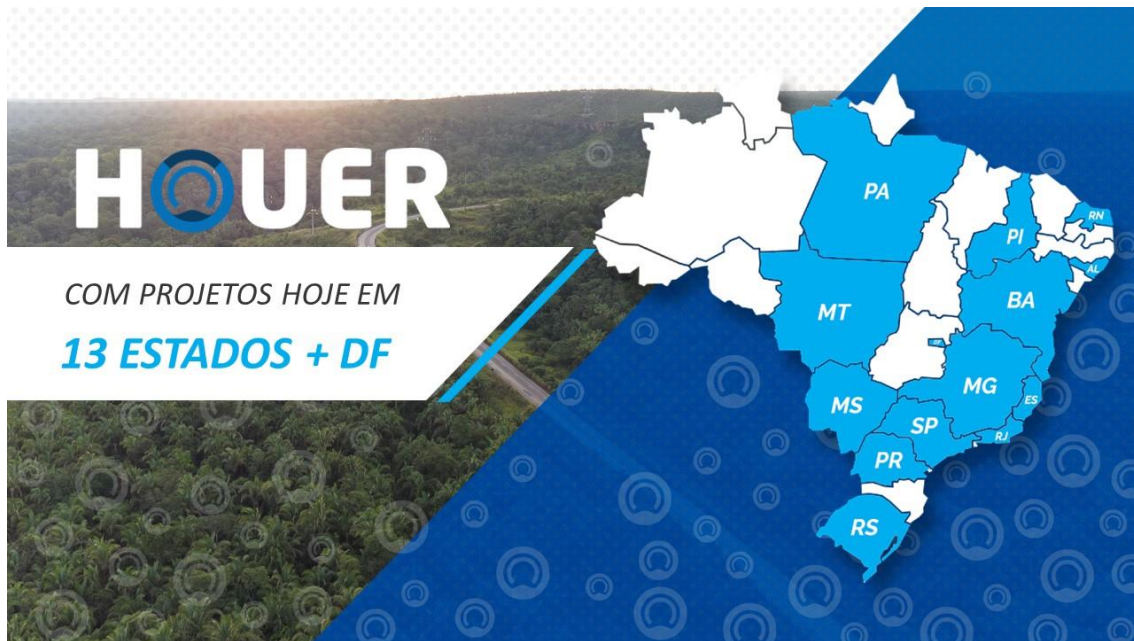 HOUER
COM PROJETOS HOJE EM
13 ESTADOS + DF
PA
RN
PI
AL
BA
MT
MG
ES
MS
SP
RJ
PR
RS